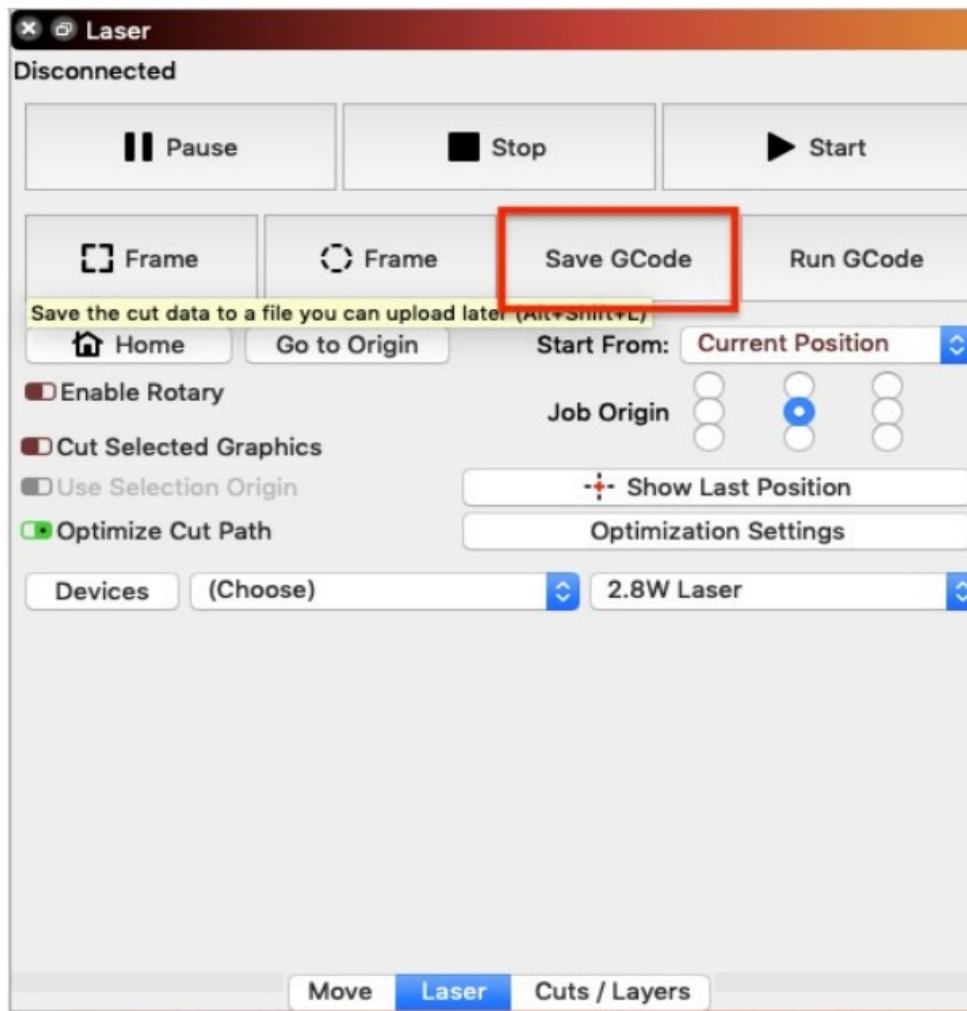 Laser
Disconnected
Pause Stop Start
Frame Frame Save GCode Run GCode
Save the cut data to a file you can upload later (Alt+Shift+L)
Home Go to Origin Start From: Current Position
Enable Rotary
Job Origin
Cut Selected Graphics
Use Selection Origin Show Last Position
Optimize Cut Path Optimization Settings
Devices (Choose) 2.8W Laser
Move Laser Cuts / Layers